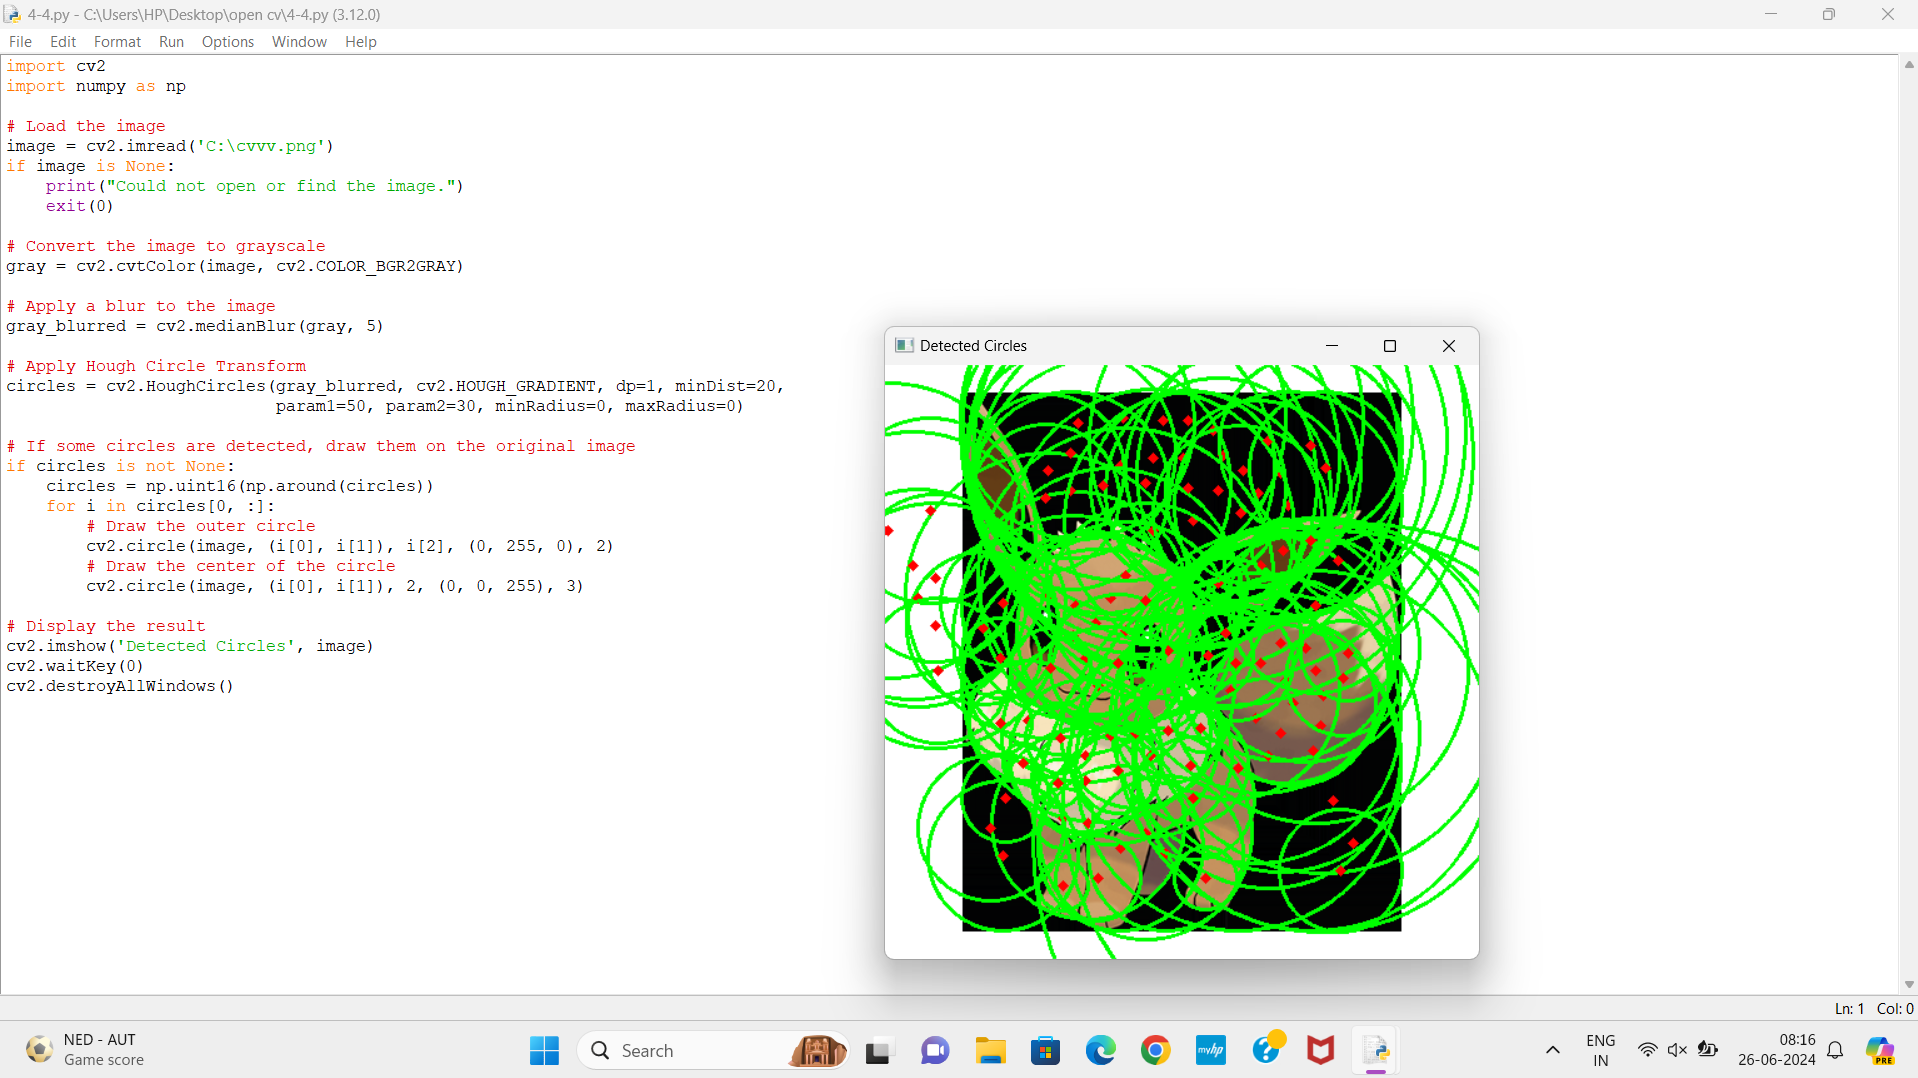 4-4.py - C:\Users\HP\Desktop\open cv\4-4.py (3.12.0)
File Edit Format Run Options Window Help
import cv2
import numpy as np
# Load the image
image = cv2.imread('C:\cvvv.png')
if image is None:
    print("Could not open or find the image.")
    exit(0)
# Convert the image to grayscale
gray = cv2.cvtColor(image, cv2.COLOR_BGR2GRAY)
# Apply a blur to the image
gray_blurred = cv2.medianBlur(gray, 5)
# Apply Hough Circle Transform
circles = cv2.HoughCircles(gray_blurred, cv2.HOUGH_GRADIENT, dp=1, minDist=20,
                           param1=50, param2=30, minRadius=0, maxRadius=0)
# If some circles are detected, draw them on the original image
if circles is not None:
    circles = np.uint16(np.around(circles))
    for i in circles[0, :]:
        # Draw the outer circle
        cv2.circle(image, (i[0], i[1]), i[2], (0, 255, 0), 2)
        # Draw the center of the circle
        cv2.circle(image, (i[0], i[1]), 2, (0, 0, 255), 3)
# Display the result
cv2.imshow('Detected Circles', image)
cv2.waitKey(0)
cv2.destroyAllWindows()
Detected Circles
Ln: 1 Col: 0
NED - AUT
Game score
Search
myhp
ENG
IN
08:16
26-06-2024
PRE